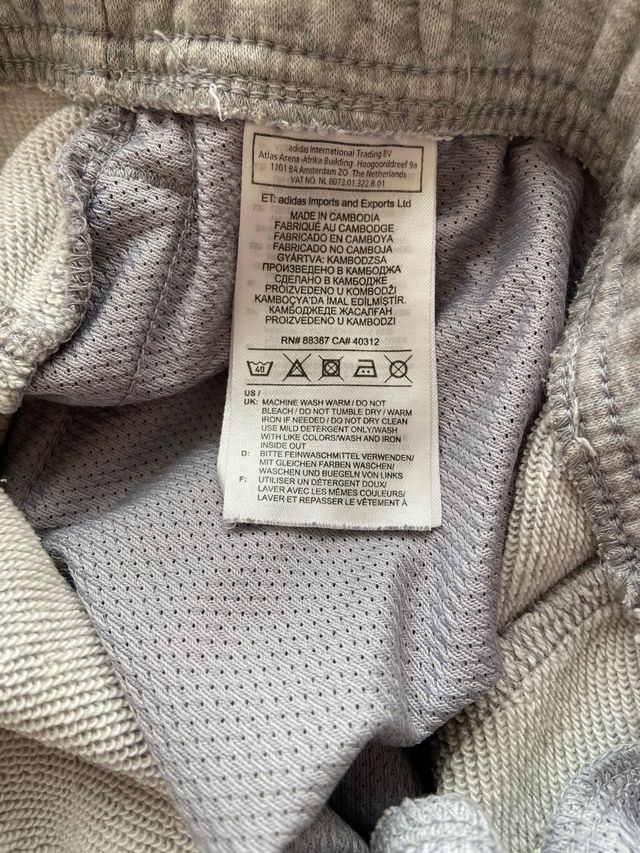 adidas International Trading BV
Atlas Arena-Afrika Building Hoogoorddreef 9a
1101 BA Amsterdam ZO The Netherlands
VAT NO. NL 8073.01.322.B.01
ET: adidas Imports and Exports Ltd
MADE IN CAMBODIA
FABRIQUÉ AU CAMBODGE
FABRICADO EN CAMBOYA
FABRICADO NO CAMBOJA
GYÁRTVA: KAMBODZSA
ПРОИЗВЕДЕНО В КАМБОДЖА
СДЕЛАНО В КАМБОДЖЕ
PROIZVEDENO U KOMBODŽI
KAMBOÇYA'DA İMAL EDİLMİŞTİR.
КАМБОДЖЕДЕ ЖАСАЛҒАН
PROIZVEDENO U KAMBODZI
RN# 88387 CA# 40312
40
US /
UK: MACHINE WASH WARM / DO NOT
BLEACH / DO NOT TUMBLE DRY / WARM
IRON IF NEEDED / DO NOT DRY CLEAN
USE MILD DETERGENT ONLY/WASH
WITH LIKE COLORS/WASH AND IRON
INSIDE OUT
D: BITTE FEINWASCHMITTEL VERWENDEN/
MIT GLEICHEN FARBEN WASCHEN/
WASCHEN UND BUEGELN VON LINKS
F: UTILISER UN DÉTERGENT DOUX/
LAVER AVEC LES MÊMES COULEURS/
LAVER ET REPASSER LE VÊTEMENT À